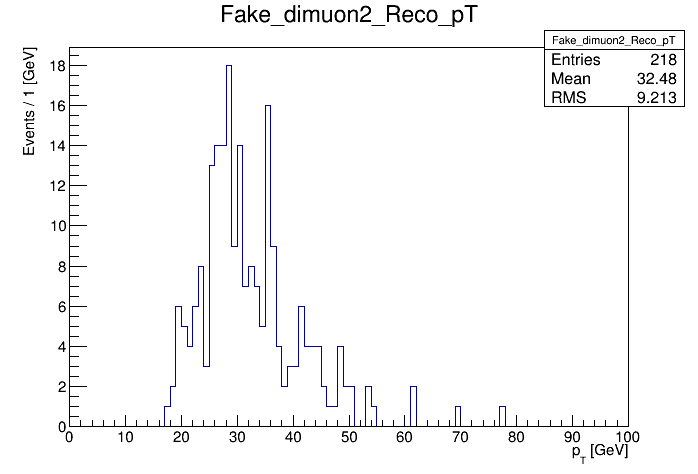 Fake_dimuon2_Reco_pT
Fake_dimuon2_Reco_pT
Entries 218
Mean 32.48
RMS 9.213
Events / 1 [GeV]
18
16
14
12
10
8
6
4
2
0
0 10 20 30 40 50 60 70 80 90 100
p_T [GeV]